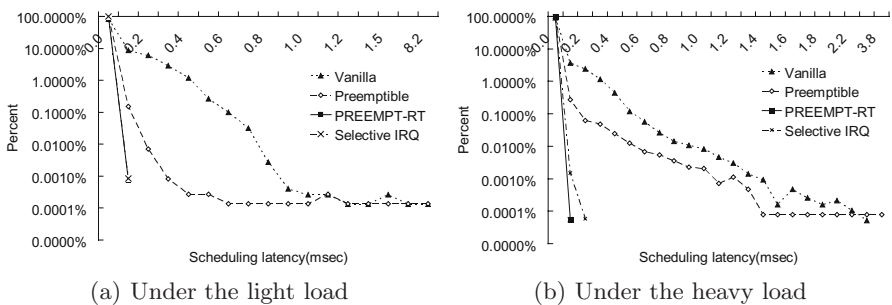 100.0000%
10.0000%
1.0000%
0.1000%
0.0100%
0.0010%
0.0001%
0.0000%
Percent
0.0
0.2
0.4
0.6
0.8
1.0
1.2
1.5
8.2
Vanilla
Preemptible
PREEMPT-RT
Selective IRQ
Scheduling latency(msec)
(a) Under the light load
100.0000%
10.0000%
1.0000%
0.1000%
0.0100%
0.0010%
0.0001%
0.0000%
Percent
0.0
0.2
0.4
0.6
0.8
1.0
1.2
1.4
1.6
1.8
2.2
3.8
Vanilla
Preemptible
PREEMPT-RT
Selective IRQ
Scheduling latency(msec)
(b) Under the heavy load